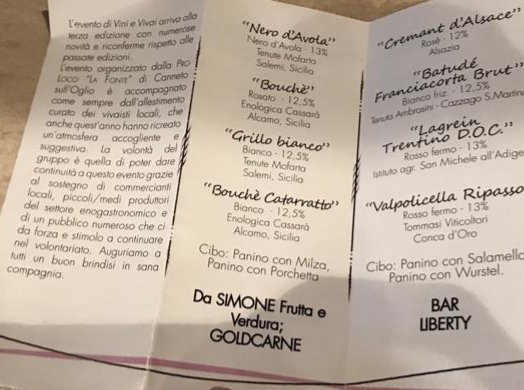 L'evento di Vini e Vivai arriva alla
terza edizione con numerose
novità e riconferme rispetto alle
passate edizioni.
L'evento organizzato dalla Pro
Loco "La Fonte" di Canneto
sull'Oglio è accompagnato
come sempre dall'allestimento
curato dei vivaisti locali, che
anche quest'anno hanno ricreato
un'atmosfera accogliente e
suggestiva. La volontà del
gruppo è quella di poter dare
continuità a questo evento grazie
al sostegno di commercianti
locali, piccoli/medi produttori
del settore enogastronomico e
di un pubblico numeroso che ci
da forza e stimolo a continuare
nel volontariato. Auguriamo a
tutti un buon brindisi in sana
compagnia.
"Nero d'Avola"
Nero d'Avola - 13%
Tenute Mofarta
Salemi, Sicilia
"Bouchè"
Rosato - 12,5%
Enologica Cassarà
Alcamo, Sicilia
"Grillo bianco"
Bianco - 12,5%
Tenute Mofarta
Salemi, Sicilia
"Bouchè Catarratto"
Bianco - 12,5%
Enologica Cassarà
Alcamo, Sicilia
Cibo: Panino con Milza,
Panino con Porchetta
Da SIMONE Frutta e
Verdura;
GOLDCARNE
"Cremant d'Alsace"
Rosè - 12%
Alsazia
"Batudé
Franciacorta Brut"
Bianco friz. - 12,5%
Tenuta Ambrosini - Cazzago S.Martino
"Lagrein
Trentino D.O.C."
Rosso fermo - 13%
Istituto agr. San Michele all'Adige
"Valpolicella Ripasso
Rosso fermo - 13%
Tommasi Viticoltori
Conca d'Oro
Cibo: Panino con Salamella
Panino con Wurstel.
BAR
LIBERTY